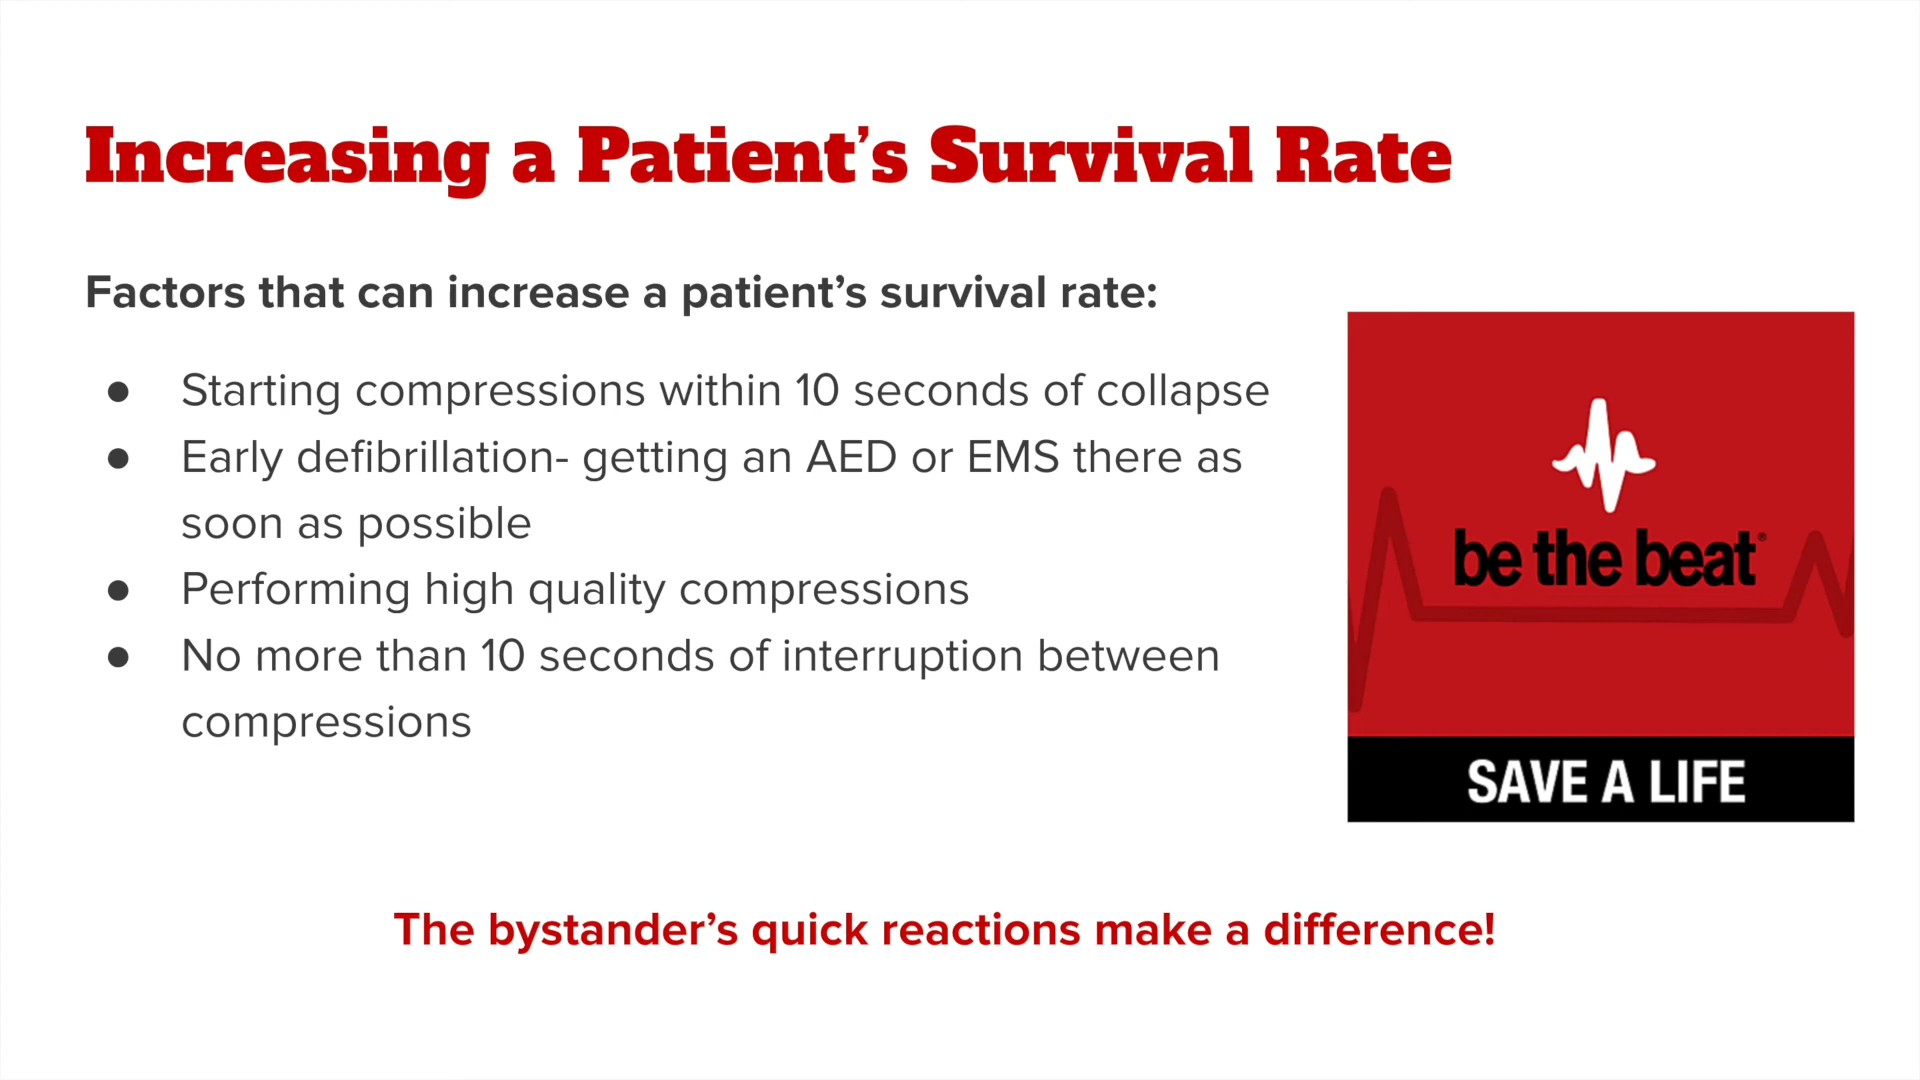 Increasing a Patient's Survival Rate
Factors that can increase a patient's survival rate:
● Starting compressions within 10 seconds of collapse
● Early defibrillation- getting an AED or EMS there as
soon as possible
● Performing high quality compressions
● No more than 10 seconds of interruption between
compressions
be the beat®
SAVE A LIFE
The bystander's quick reactions make a difference!